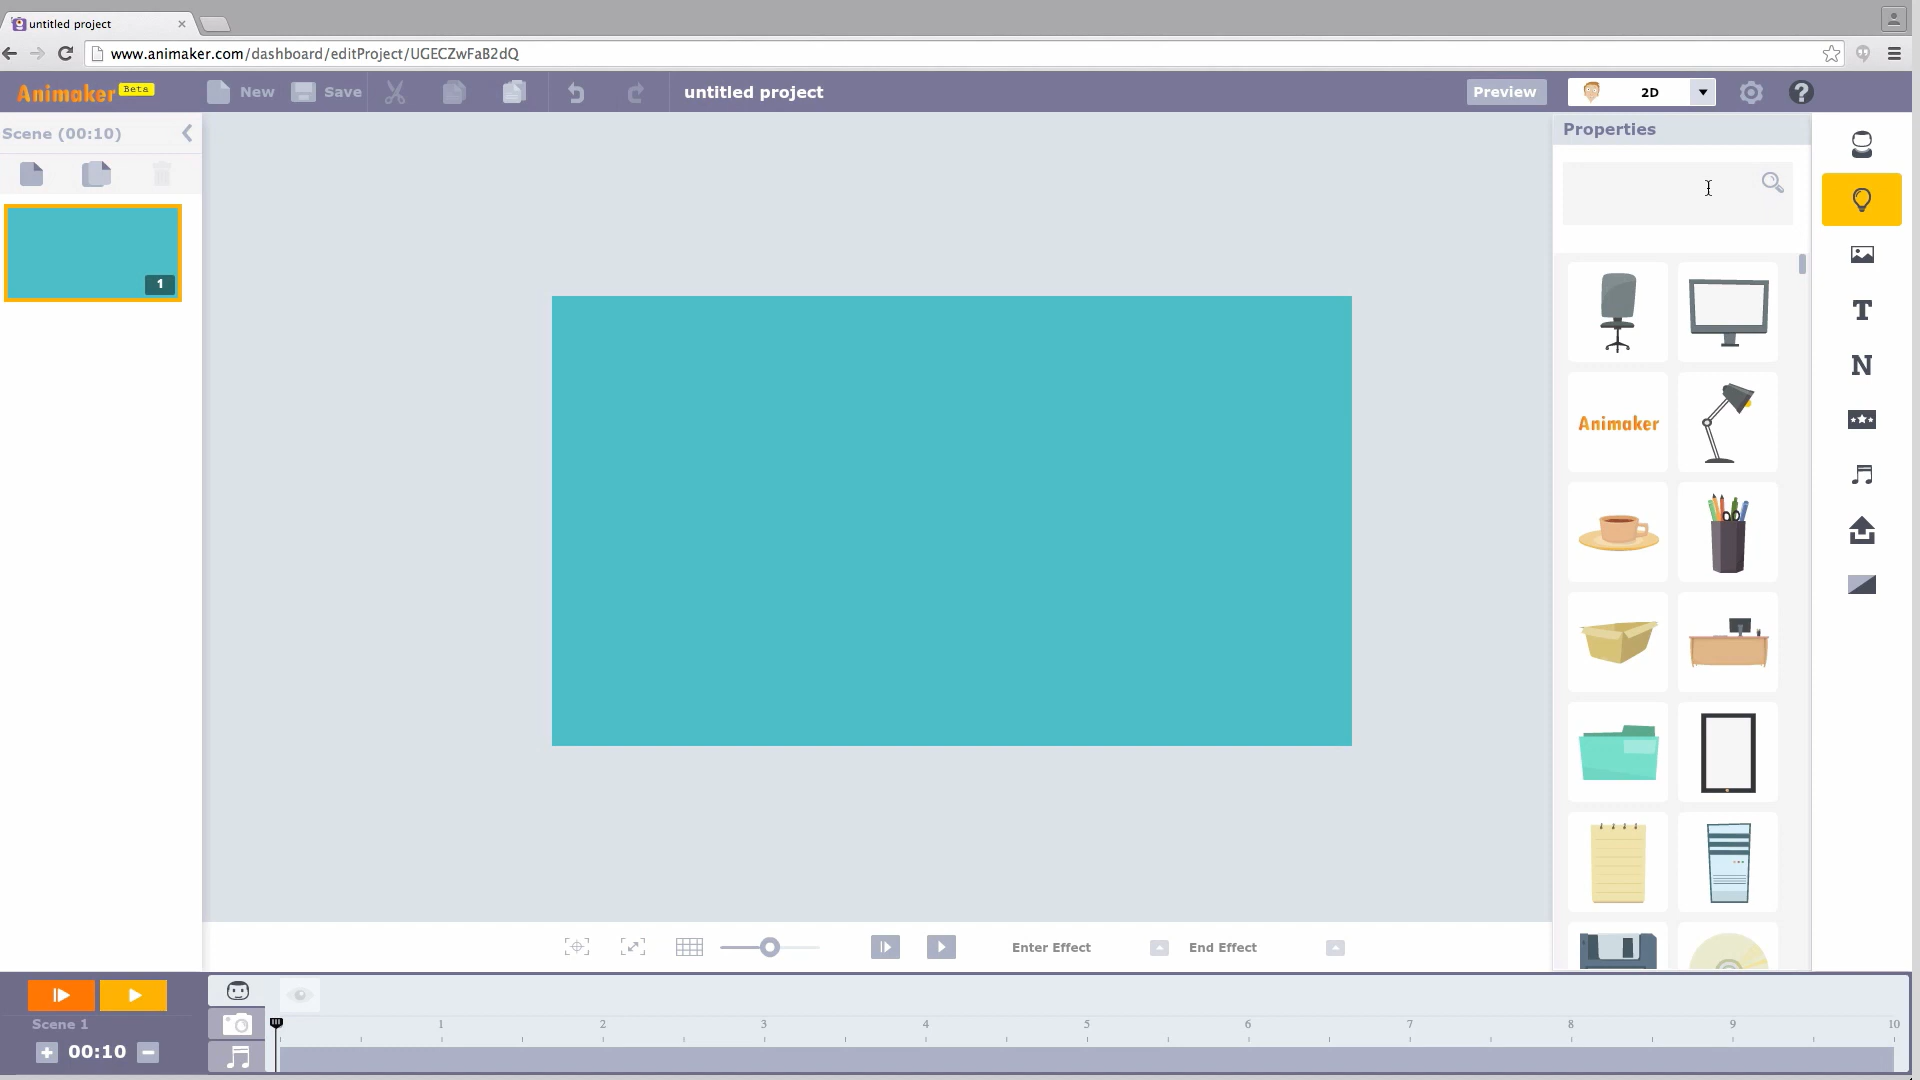 untitled project
www.animaker.com/dashboard/editProject/UGECZwFaB2dQ
Animaker Beta New Save untitled project Preview 2D ?
Scene (00:10)
Properties
1
T
N
Animaker
Enter Effect End Effect
Scene 1
00:10
1 2 3 4 5 6 7 8 9 10